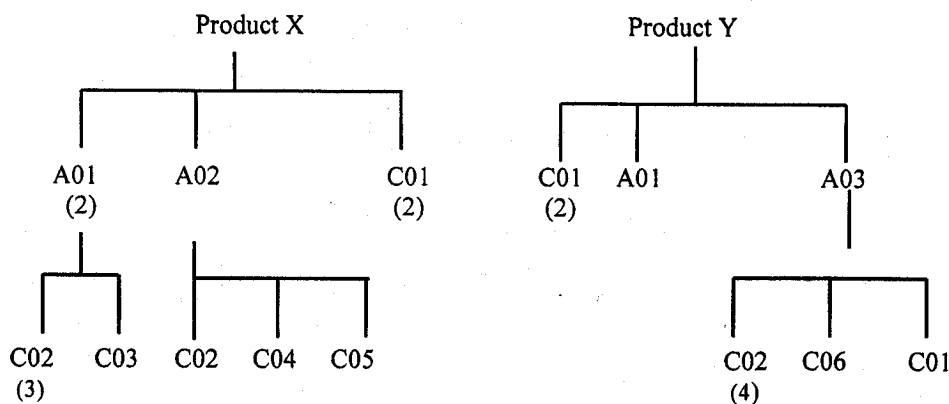 Product X Product Y
A01 A02 C01 C01 A01 A03
(2) (2) (2)
C02 C03 C02 C04 C05 C02 C06 C01
(3) (4)